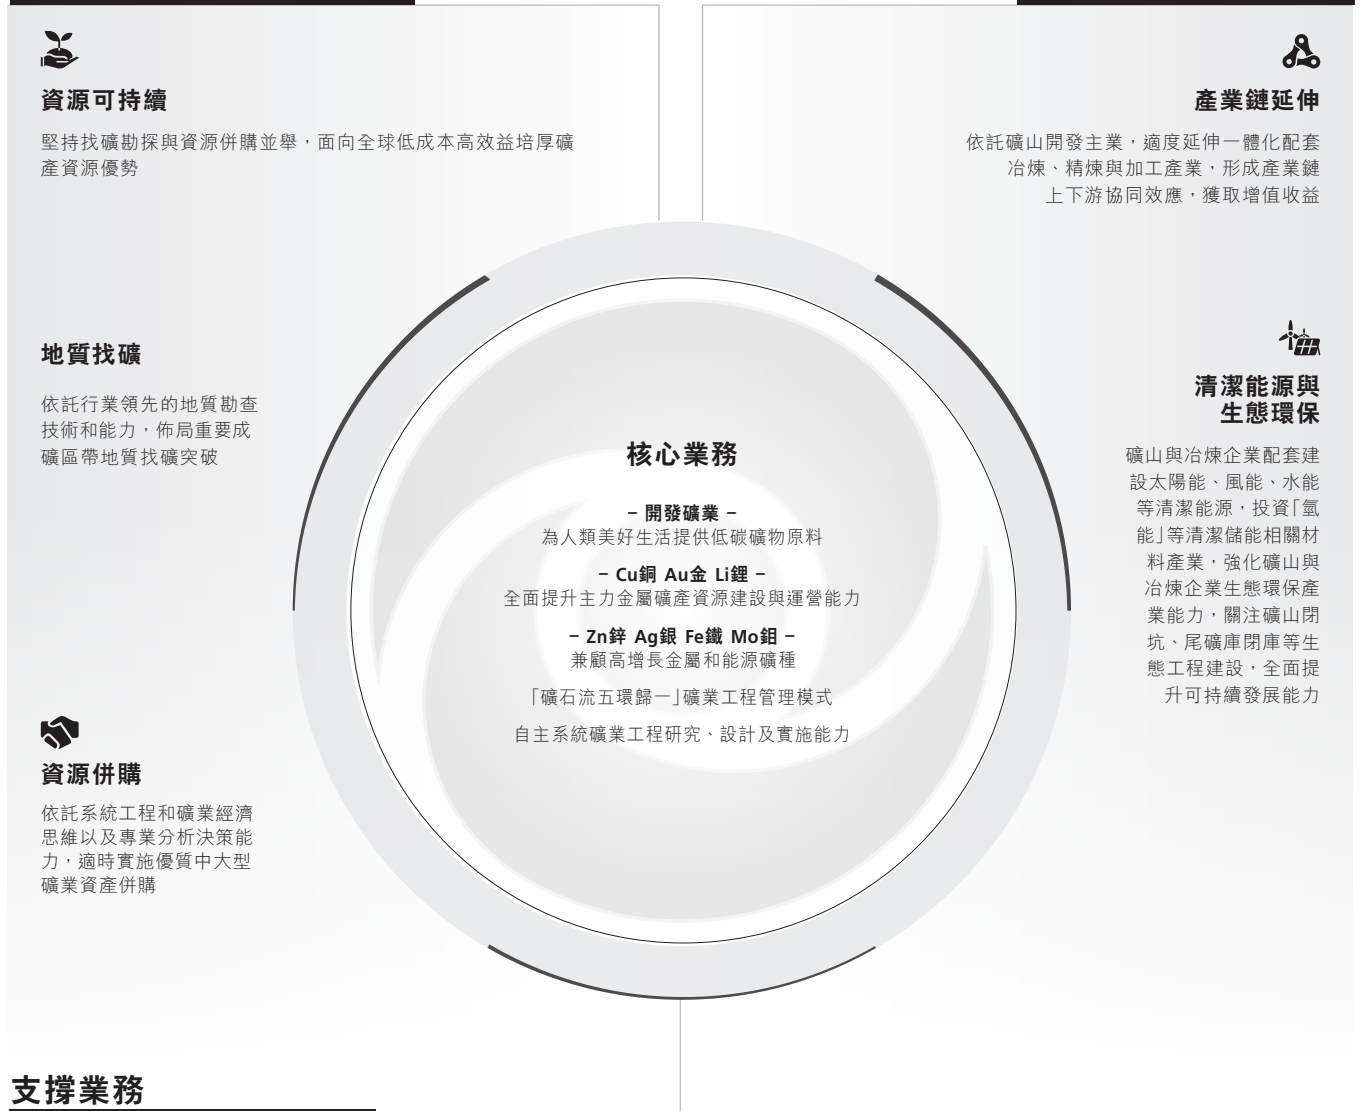 資源可持續
堅持找礦勘探與資源併購並舉，面向全球低成本高效益培厚礦
產資源優勢
地質找礦
依託行業領先的地質勘查
技術和能力，佈局重要成
礦區帶地質找礦突破
資源併購
依託系統工程和礦業經濟
思維以及專業分析決策能
力，適時實施優質中大型
礦業資產併購
核心業務
– 開發礦業 –
為人類美好生活提供低碳礦物原料
– Cu銅 Au金 Li鋰 –
全面提升主力金屬礦產資源建設與運營能力
– Zn鋅 Ag銀 Fe鐵 Mo鉬 –
兼顧高增長金屬和能源礦種
「礦石流五環歸一」礦業工程管理模式
自主系統礦業工程研究、設計及實施能力
產業鏈延伸
依託礦山開發主業，適度延伸一體化配套
冶煉、精煉與加工產業，形成產業鏈
上下游協同效應，獲取增值收益
清潔能源與
生態環保
礦山與冶煉企業配套建
設太陽能、風能、水能
等清潔能源，投資「氫
能」等清潔儲能相關材
料產業，強化礦山與
冶煉企業生態環保產
業能力，關注礦山閉
坑、尾礦庫閉庫等生
態工程建設，全面提
升可持續發展能力
支撐業務